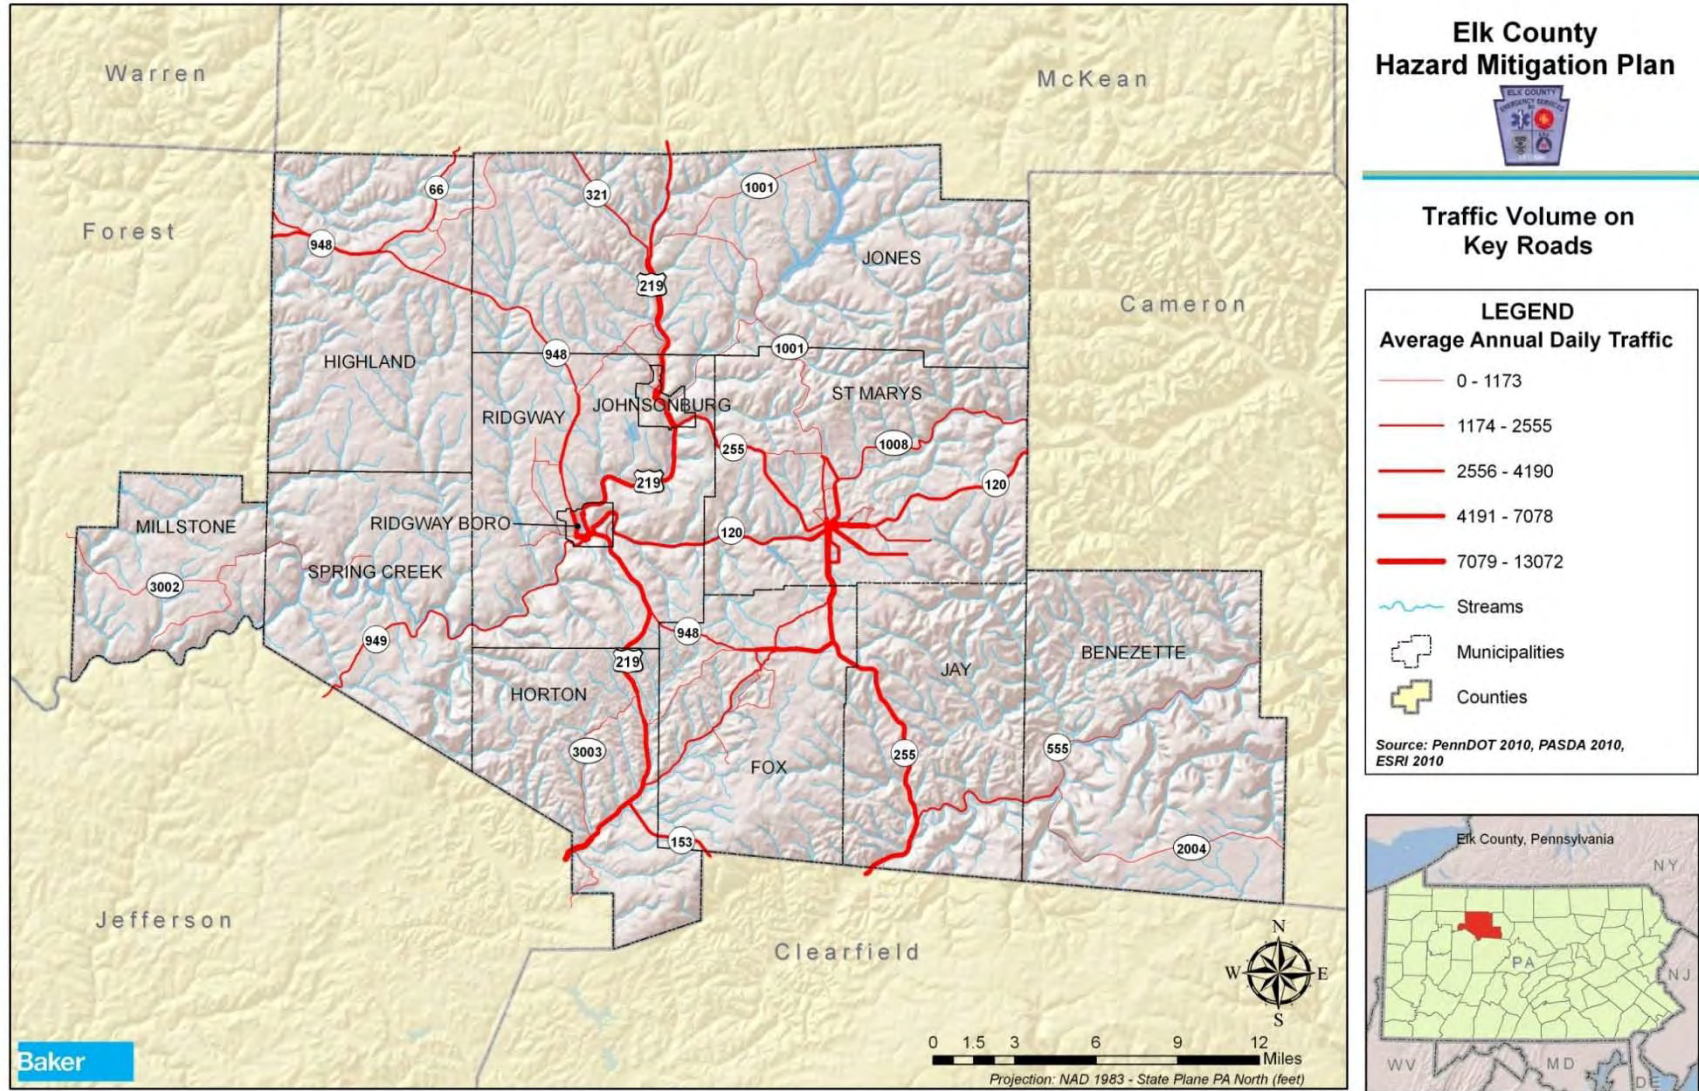 Elk County
Hazard Mitigation Plan
ELK COUNTY
EMERGENCY SERVICES
Traffic Volume on
Key Roads
LEGEND
Average Annual Daily Traffic
0 - 1173
1174 - 2555
2556 - 4190
4191 - 7078
7079 - 13072
Streams
Municipalities
Counties
Source: PennDOT 2010, PASDA 2010,
ESRI 2010
Elk County, Pennsylvania
NY
PA
NJ
WV
MD
DE
Warren
McKean
Forest
Cameron
Jefferson
Clearfield
66
321
1001
948
JONES
219
HIGHLAND
948
1001
RIDGWAY
JOHNSONBURG
ST MARYS
255
1008
219
120
MILLSTONE
RIDGWAY BORO
120
SPRING CREEK
3002
949
948
219
BENEZETTE
JAY
HORTON
3003
FOX
255
555
153
2004
N
W
E
S
0 1.5 3 6 9 12
Miles
Projection: NAD 1983 - State Plane PA North (feet)
Baker